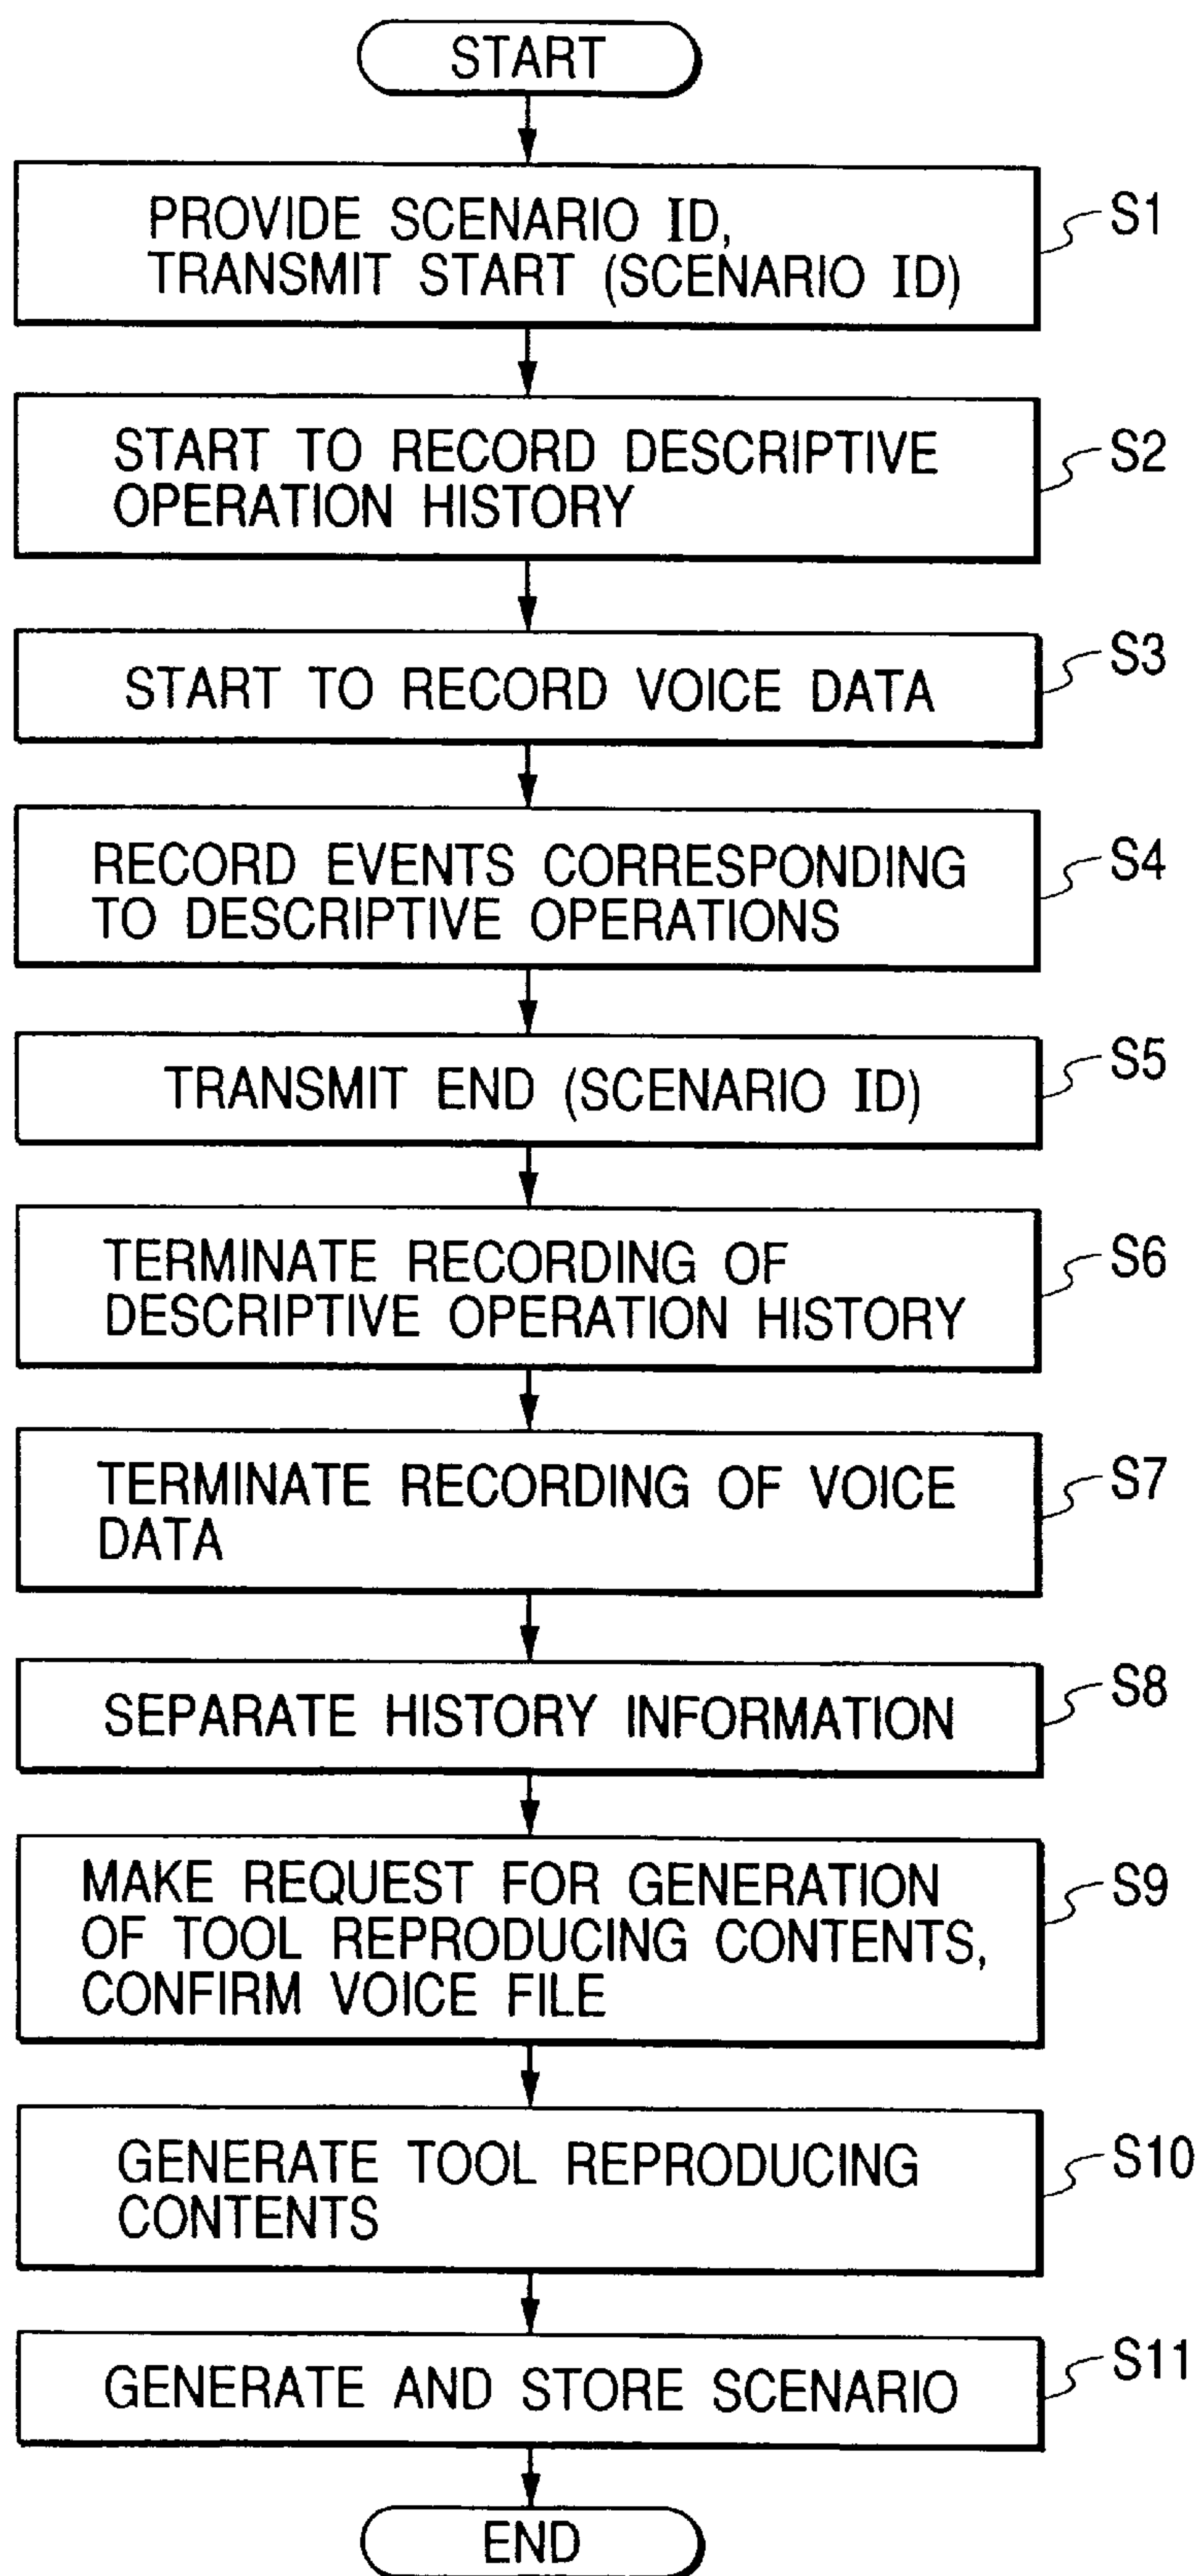 START
PROVIDE SCENARIO ID,
TRANSMIT START (SCENARIO ID)
S1
START TO RECORD DESCRIPTIVE
OPERATION HISTORY
S2
START TO RECORD VOICE DATA
S3
RECORD EVENTS CORRESPONDING
TO DESCRIPTIVE OPERATIONS
S4
TRANSMIT END (SCENARIO ID)
S5
TERMINATE RECORDING OF
DESCRIPTIVE OPERATION HISTORY
S6
TERMINATE RECORDING OF VOICE
DATA
S7
SEPARATE HISTORY INFORMATION
S8
MAKE REQUEST FOR GENERATION
OF TOOL REPRODUCING CONTENTS,
CONFIRM VOICE FILE
S9
GENERATE TOOL REPRODUCING
CONTENTS
S10
GENERATE AND STORE SCENARIO
S11
END